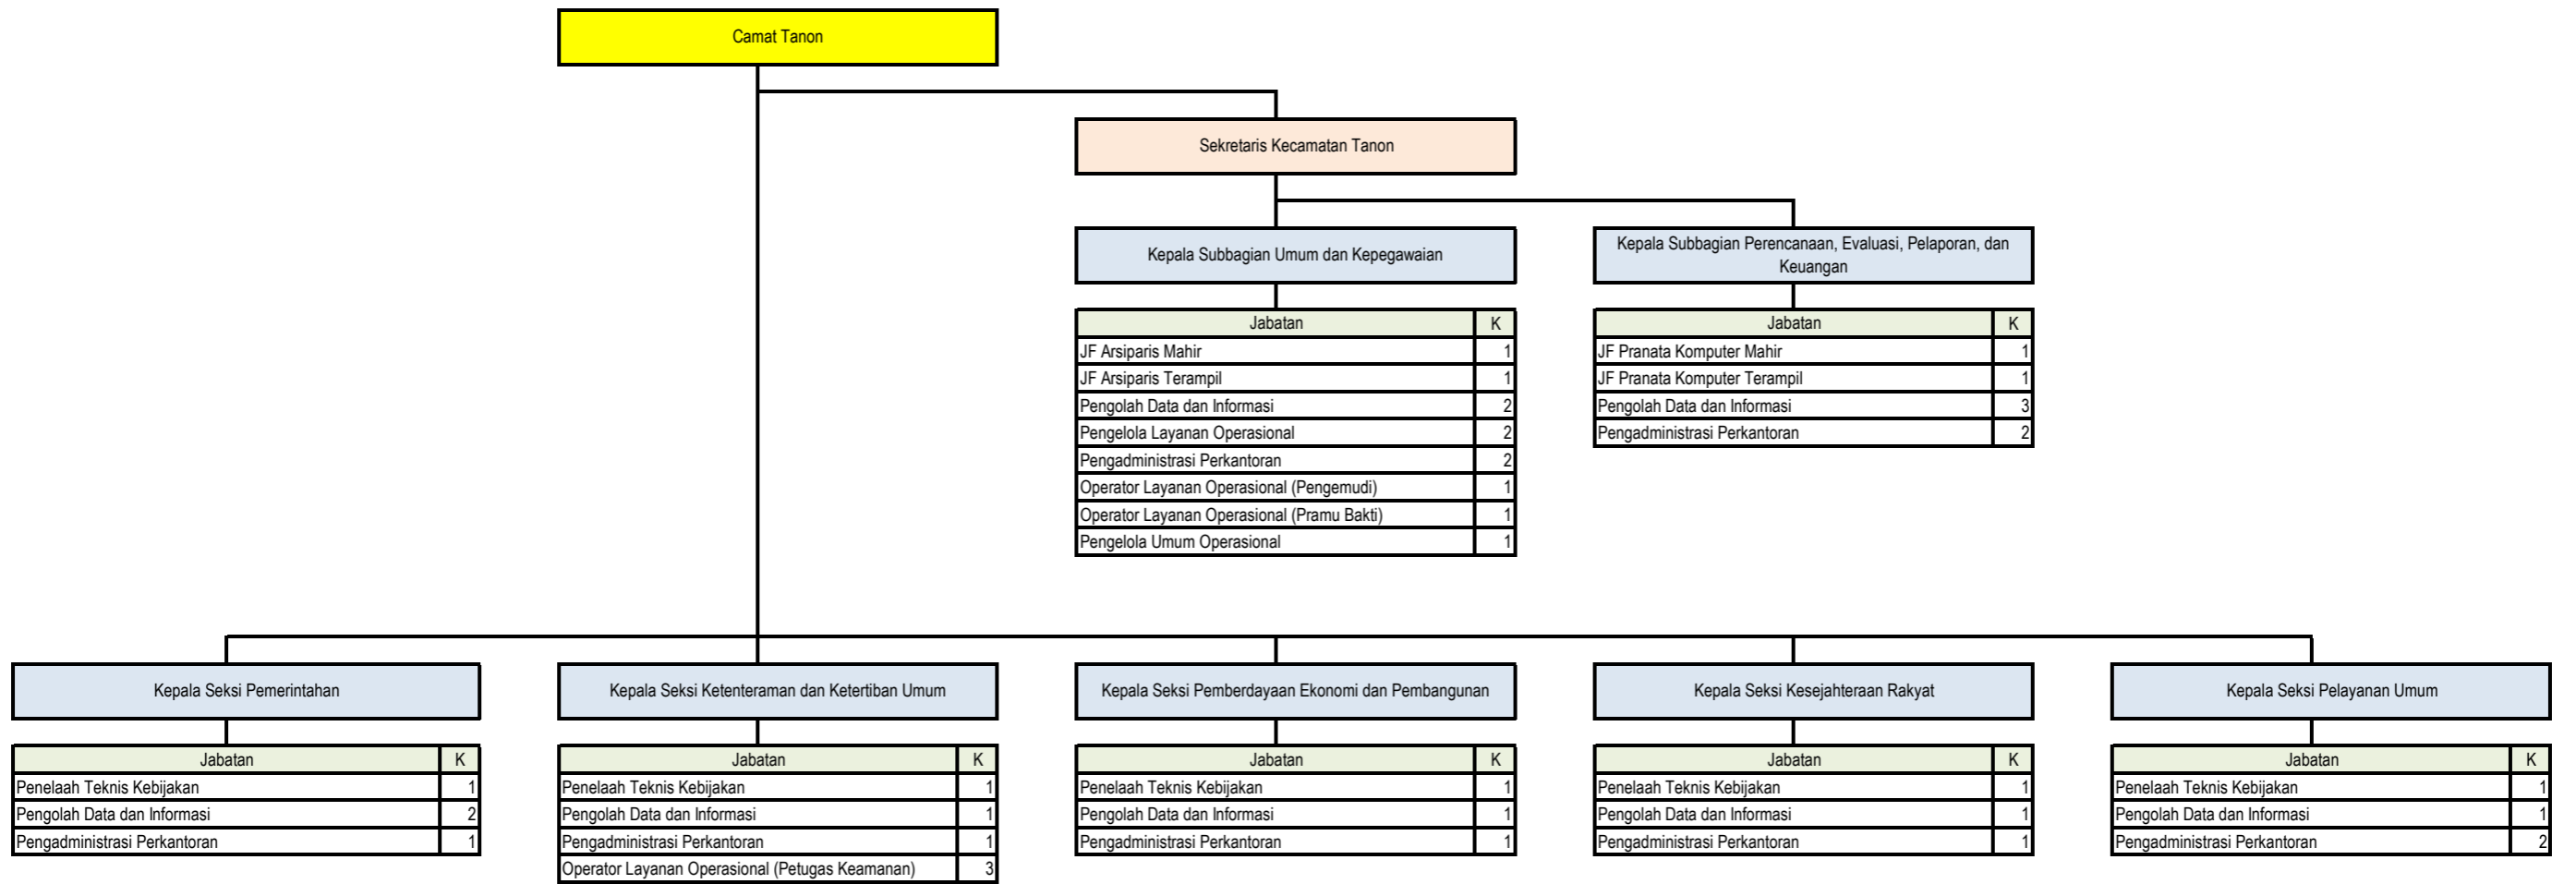 Camat Tanon
Sekretaris Kecamatan Tanon
Kepala Subbagian Umum dan Kepegawaian
Jabatan K
JF Arsiparis Mahir 1
JF Arsiparis Terampil 1
Pengolah Data dan Informasi 2
Pengelola Layanan Operasional 2
Pengadministrasi Perkantoran 2
Operator Layanan Operasional (Pengemudi) 1
Operator Layanan Operasional (Pramu Bakti) 1
Pengelola Umum Operasional 1
Kepala Subbagian Perencanaan, Evaluasi, Pelaporan, dan
Keuangan
Jabatan K
JF Pranata Komputer Mahir 1
JF Pranata Komputer Terampil 1
Pengolah Data dan Informasi 3
Pengadministrasi Perkantoran 2
Kepala Seksi Pemerintahan
Jabatan K
Penelaah Teknis Kebijakan 1
Pengolah Data dan Informasi 2
Pengadministrasi Perkantoran 1
Kepala Seksi Ketenteraman dan Ketertiban Umum
Jabatan K
Penelaah Teknis Kebijakan 1
Pengolah Data dan Informasi 1
Pengadministrasi Perkantoran 1
Operator Layanan Operasional (Petugas Keamanan) 3
Kepala Seksi Pemberdayaan Ekonomi dan Pembangunan
Jabatan K
Penelaah Teknis Kebijakan 1
Pengolah Data dan Informasi 1
Pengadministrasi Perkantoran 1
Kepala Seksi Kesejahteraan Rakyat
Jabatan K
Penelaah Teknis Kebijakan 1
Pengolah Data dan Informasi 1
Pengadministrasi Perkantoran 1
Kepala Seksi Pelayanan Umum
Jabatan K
Penelaah Teknis Kebijakan 1
Pengolah Data dan Informasi 1
Pengadministrasi Perkantoran 2